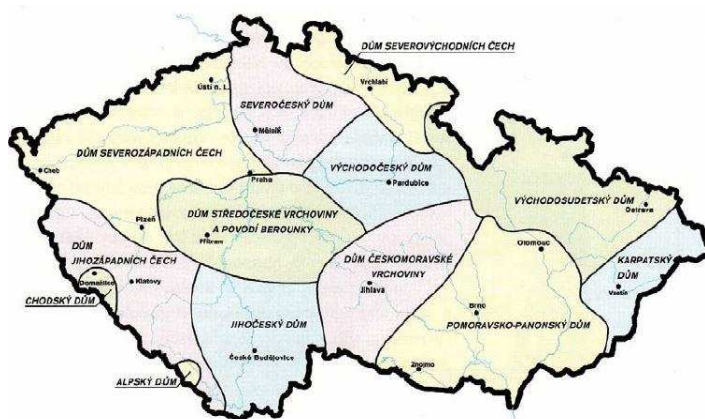 DŮM SEVEROVÝCHODNÍCH ČECH
Vrchlabí
Ústí n. L.
SEVEROČESKÝ DŮM
Mělník
DŮM SEVEROZÁPADNÍCH ČECH
Cheb
Praha
VÝCHODOČESKÝ DŮM
Pardubice
VÝCHODOSUDETSKÝ DŮM
Ostrava
Plzeň
DŮM STŘEDOČESKÉ VRCHOVINY
A POVODÍ BEROUNKY
Příbram
DŮM
JIHOZÁPADNÍCH ČECH
Domažlice
Klatovy
CHODSKÝ DŮM
DŮM ČESKOMORAVSKÉ
VRCHOVINY
Jihlava
Olomouc
KARPATSKÝ
DŮM
Vsetín
JIHOČESKÝ DŮM
České Budějovice
Brno
POMORAVSKO-PANONSKÝ DŮM
Znojmo
ALPSKÝ DŮM